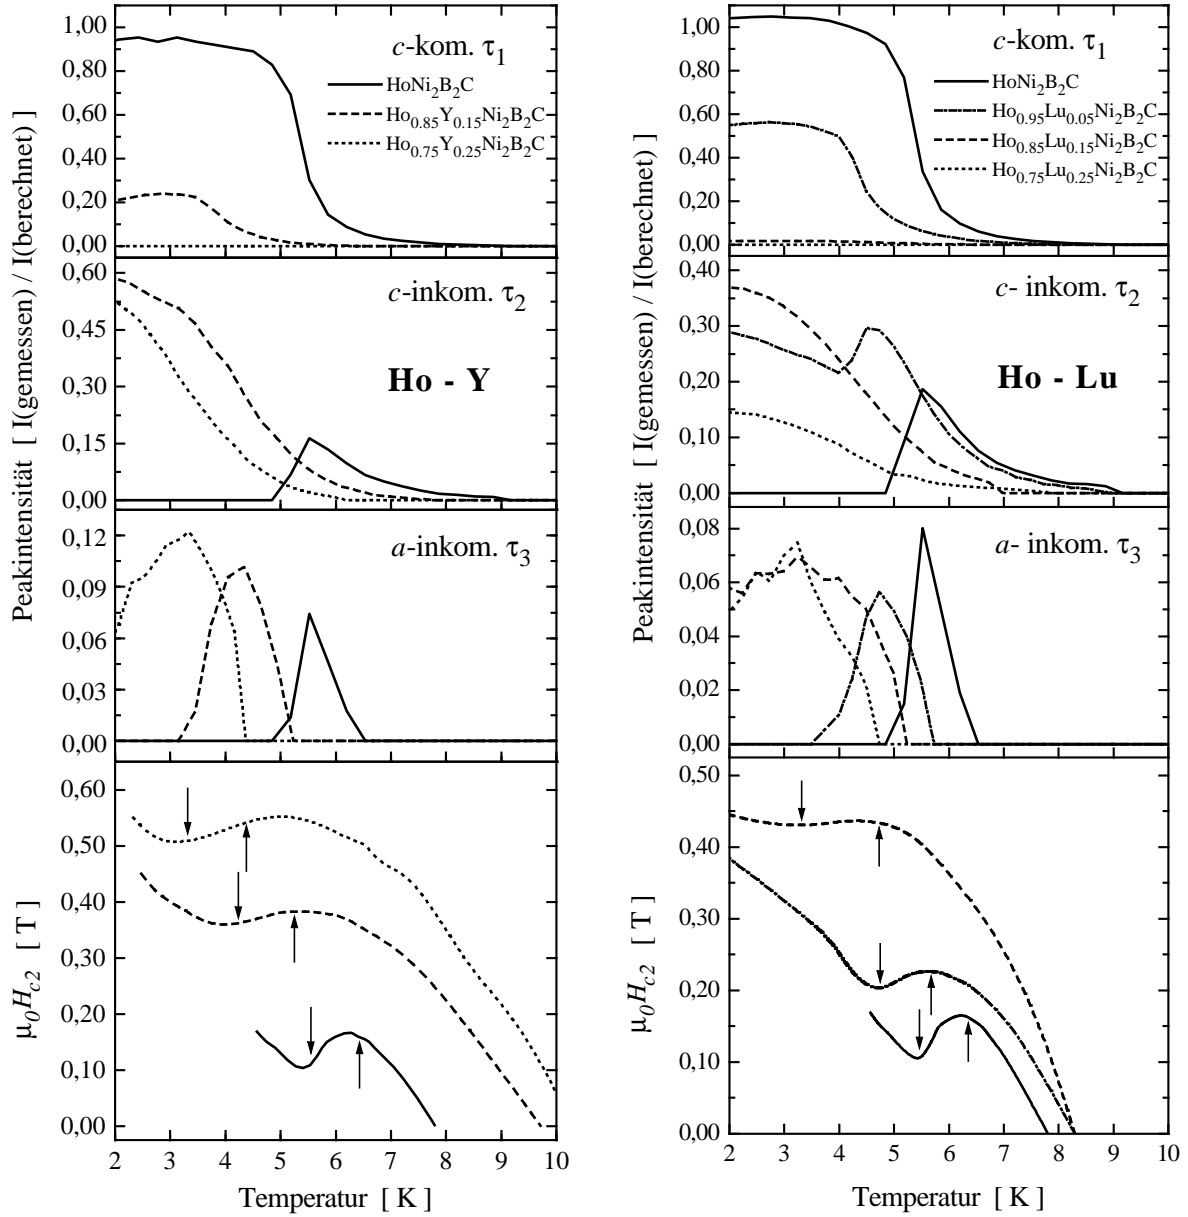 1,00
0,80
0,60
0,40
0,20
0,00
c-kom. τ1
HoNi2B2C
Ho0.85Y0.15Ni2B2C
Ho0.75Y0.25Ni2B2C
0,60
0,45
0,30
0,15
0,00
c-inkom. τ2
Ho - Y
0,12
0,09
0,06
0,03
0,00
a-inkom. τ3
Peakintensität [ I(gemessen) / I(berechnet) ]
0,60
0,50
0,40
0,30
0,20
0,10
0,00
μ0Hc2 [ T ]
2 3 4 5 6 7 8 9 10
Temperatur [ K ]
1,00
0,80
0,60
0,40
0,20
0,00
c-kom. τ1
HoNi2B2C
Ho0.95Lu0.05Ni2B2C
Ho0.85Lu0.15Ni2B2C
Ho0.75Lu0.25Ni2B2C
0,40
0,30
0,20
0,10
0,00
c- inkom. τ2
Ho - Lu
0,08
0,06
0,04
0,02
0,00
a- inkom. τ3
Peakintensität [ I(gemessen) / I(berechnet) ]
0,50
0,40
0,30
0,20
0,10
0,00
μ0Hc2 [ T ]
2 3 4 5 6 7 8 9 10
Temperatur [ K ]